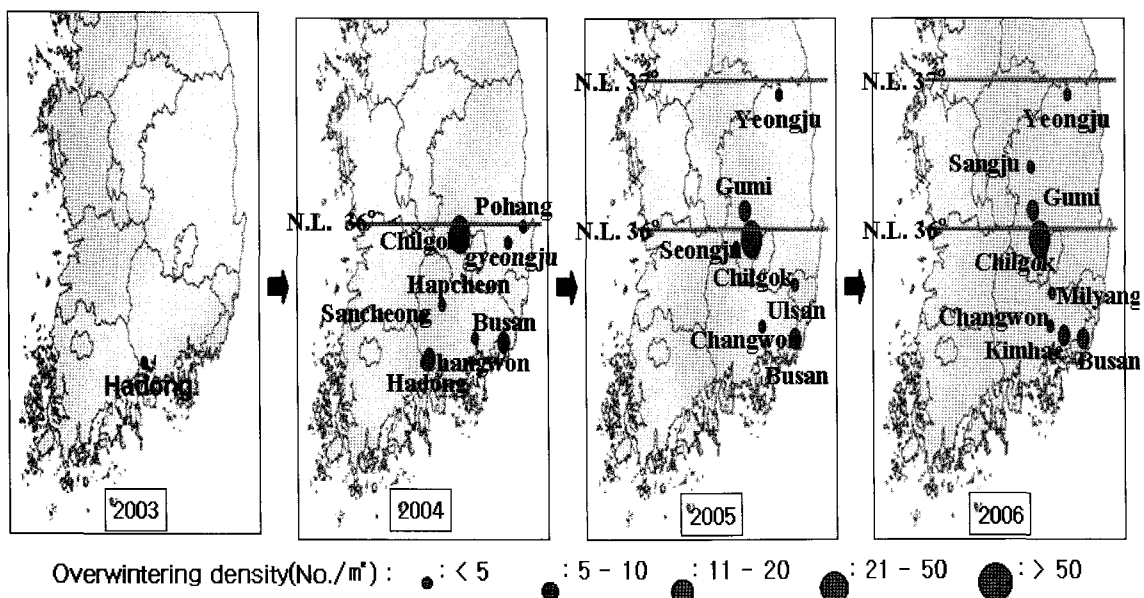 Hadong
2003
N.L. 36°
Pohang
Chilgok
gyeongju
Hapcheon
Sancheong
Busan
Changwon
Hadong
2004
N.L. 37°
Yeongju
Gumi
N.L. 36°
Seongju
Chilgok
Ulsan
Changwon
Busan
2005
N.L. 37°
Yeongju
Sangju
Gumi
N.L. 36°
Chilgok
Milyang
Changwon
Kimhae
Busan
2006
Overwintering density(No./㎡) : : < 5 : 5 - 10 : 11 - 20 : 21 - 50 : > 50